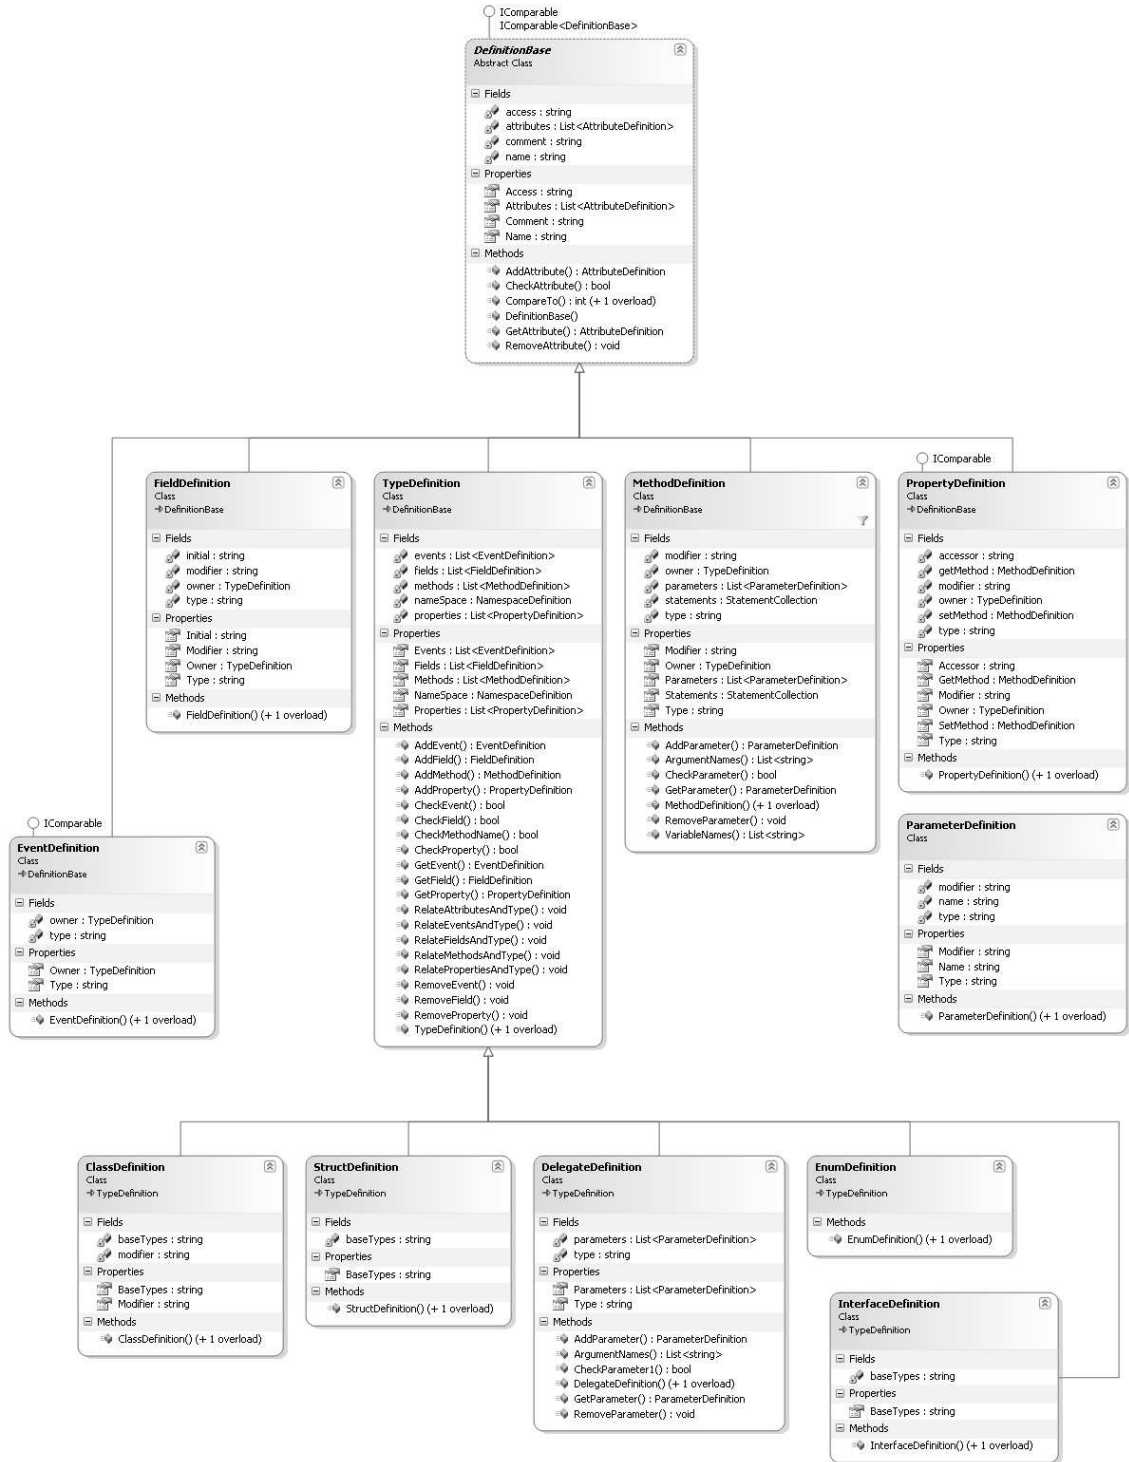 IComparable
IComparable<DefinitionBase>
DefinitionBase
Abstract Class
Fields
access : string
attributes : List<AttributeDefinition>
comment : string
name : string
Properties
Access : string
Attributes : List<AttributeDefinition>
Comment : string
Name : string
Methods
AddAttribute() : AttributeDefinition
CheckAttribute() : bool
CompareTo() : int (+ 1 overload)
DefinitionBase()
GetAttribute() : AttributeDefinition
RemoveAttribute() : void
FieldDefinition
Class
DefinitionBase
Fields
initial : string
modifier : string
owner : TypeDefinition
type : string
Properties
Initial : string
Modifier : string
Owner : TypeDefinition
Type : string
Methods
FieldDefinition() (+ 1 overload)
TypeDefinition
Class
DefinitionBase
Fields
events : List<EventDefinition>
fields : List<FieldDefinition>
methods : List<MethodDefinition>
nameSpace : NamespaceDefinition
properties : List<PropertyDefinition>
Properties
Events : List<EventDefinition>
Fields : List<FieldDefinition>
Methods : List<MethodDefinition>
NameSpace : NamespaceDefinition
Properties : List<PropertyDefinition>
Methods
AddEvent() : EventDefinition
AddField() : FieldDefinition
AddMethod() : MethodDefinition
AddProperty() : PropertyDefinition
CheckEvent() : bool
CheckField() : bool
CheckMethodName() : bool
CheckProperty() : bool
GetEvent() : EventDefinition
GetField() : FieldDefinition
GetProperty() : PropertyDefinition
RelateAttributesAndType() : void
RelateEventsAndType() : void
RelateFieldsAndType() : void
RelateMethodsAndType() : void
RelatePropertiesAndType() : void
RemoveEvent() : void
RemoveField() : void
RemoveProperty() : void
TypeDefinition() (+ 1 overload)
MethodDefinition
Class
DefinitionBase
Fields
modifier : string
owner : TypeDefinition
parameters : List<ParameterDefinition>
statements : StatementCollection
type : string
Properties
Modifier : string
Owner : TypeDefinition
Parameters : List<ParameterDefinition>
Statements : StatementCollection
Type : string
Methods
AddParameter() : ParameterDefinition
ArgumentNames() : List<string>
CheckParameter() : bool
GetParameter() : ParameterDefinition
MethodDefinition() (+ 1 overload)
RemoveParameter() : void
VariableNames() : List<string>
IComparable
PropertyDefinition
Class
DefinitionBase
Fields
accessor : string
getMethod : MethodDefinition
modifier : string
owner : TypeDefinition
setMethod : MethodDefinition
type : string
Properties
Accessor : string
GetMethod : MethodDefinition
Modifier : string
Owner : TypeDefinition
SetMethod : MethodDefinition
Type : string
Methods
PropertyDefinition() (+ 1 overload)
IComparable
EventDefinition
Class
DefinitionBase
Fields
owner : TypeDefinition
type : string
Properties
Owner : TypeDefinition
Type : string
Methods
EventDefinition() (+ 1 overload)
ParameterDefinition
Class
Fields
modifier : string
name : string
type : string
Properties
Modifier : string
Name : string
Type : string
Methods
ParameterDefinition() (+ 1 overload)
ClassDefinition
Class
TypeDefinition
Fields
baseTypes : string
modifier : string
Properties
BaseTypes : string
Modifier : string
Methods
ClassDefinition() (+ 1 overload)
StructDefinition
Class
TypeDefinition
Fields
baseTypes : string
Properties
BaseTypes : string
Methods
StructDefinition() (+ 1 overload)
DelegateDefinition
Class
TypeDefinition
Fields
parameters : List<ParameterDefinition>
type : string
Properties
Parameters : List<ParameterDefinition>
Type : string
Methods
AddParameter() : ParameterDefinition
ArgumentNames() : List<string>
CheckParameter1() : bool
DelegateDefinition() (+ 1 overload)
GetParameter() : ParameterDefinition
RemoveParameter() : void
EnumDefinition
Class
TypeDefinition
Methods
EnumDefinition() (+ 1 overload)
InterfaceDefinition
Class
TypeDefinition
Fields
baseTypes : string
Properties
BaseTypes : string
Methods
InterfaceDefinition() (+ 1 overload)